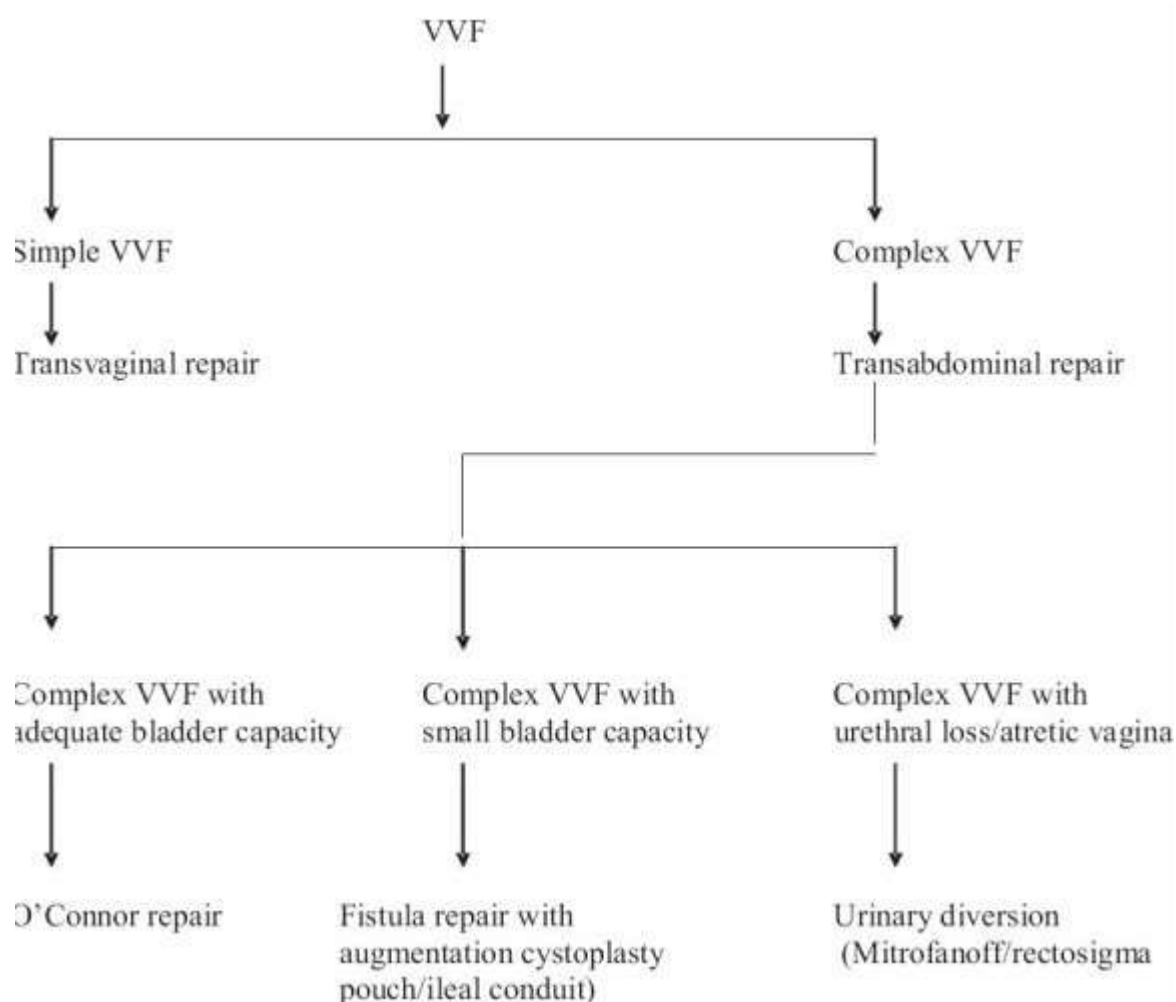 VVF
Simple VVF
Complex VVF
Transvaginal repair
Transabdominal repair
Complex VVF with
adequate bladder capacity
Complex VVF with
small bladder capacity
Complex VVF with
urethral loss/atretic vagina
O’Connor repair
Fistula repair with
augmentation cystoplasty
pouch/ileal conduit)
Urinary diversion
(Mitrofanoff/rectosigma